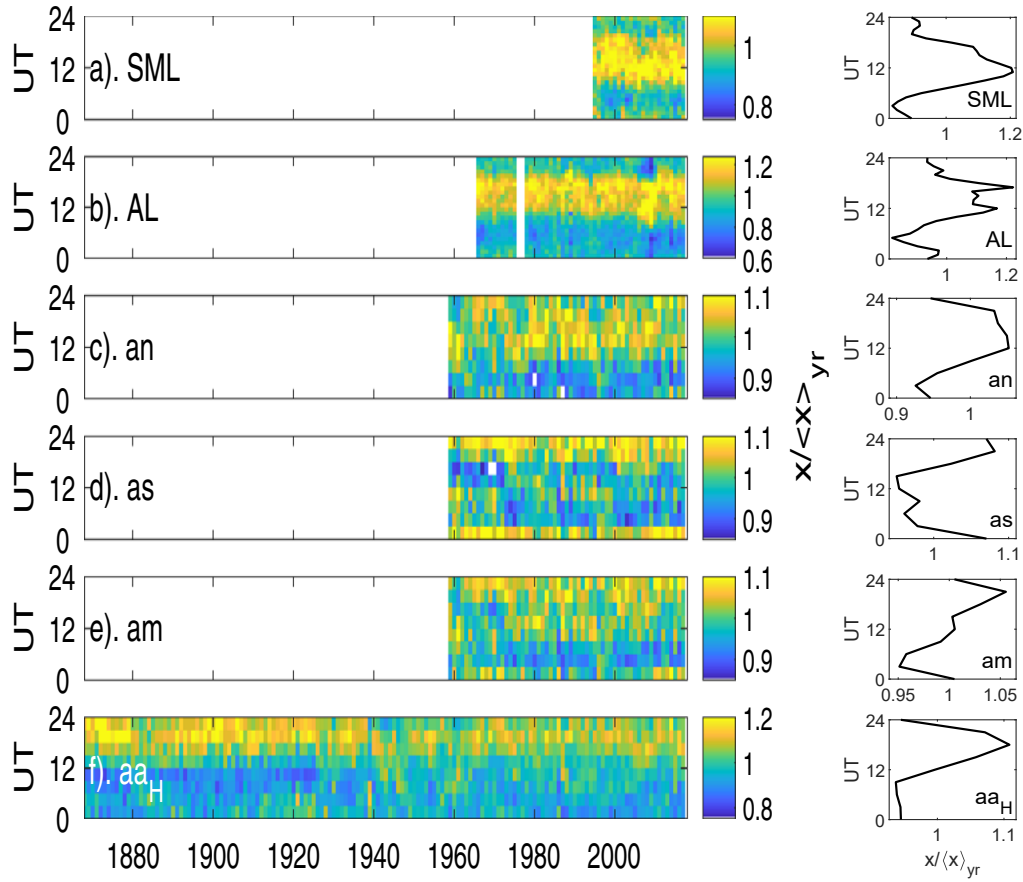 24
12
0
UT
a). SML
1
0.8
24
12
0
UT
SML
1
1.2
24
12
0
UT
b). AL
1.2
1
0.8
0.6
24
12
0
UT
AL
1
1.2
24
12
0
UT
c). an
1.1
1
0.9
24
12
0
UT
an
0.9
1
x/<x>yr
24
12
0
UT
d). as
1.1
1
0.9
24
12
0
UT
as
1
1.1
24
12
0
UT
e). am
1.1
1
0.9
24
12
0
UT
am
0.95
1
1.05
24
12
0
UT
f). aaH
1.2
1
0.8
1880
1900
1920
1940
1960
1980
2000
24
12
0
UT
aaH
1
1.1
x/⟨x⟩yr